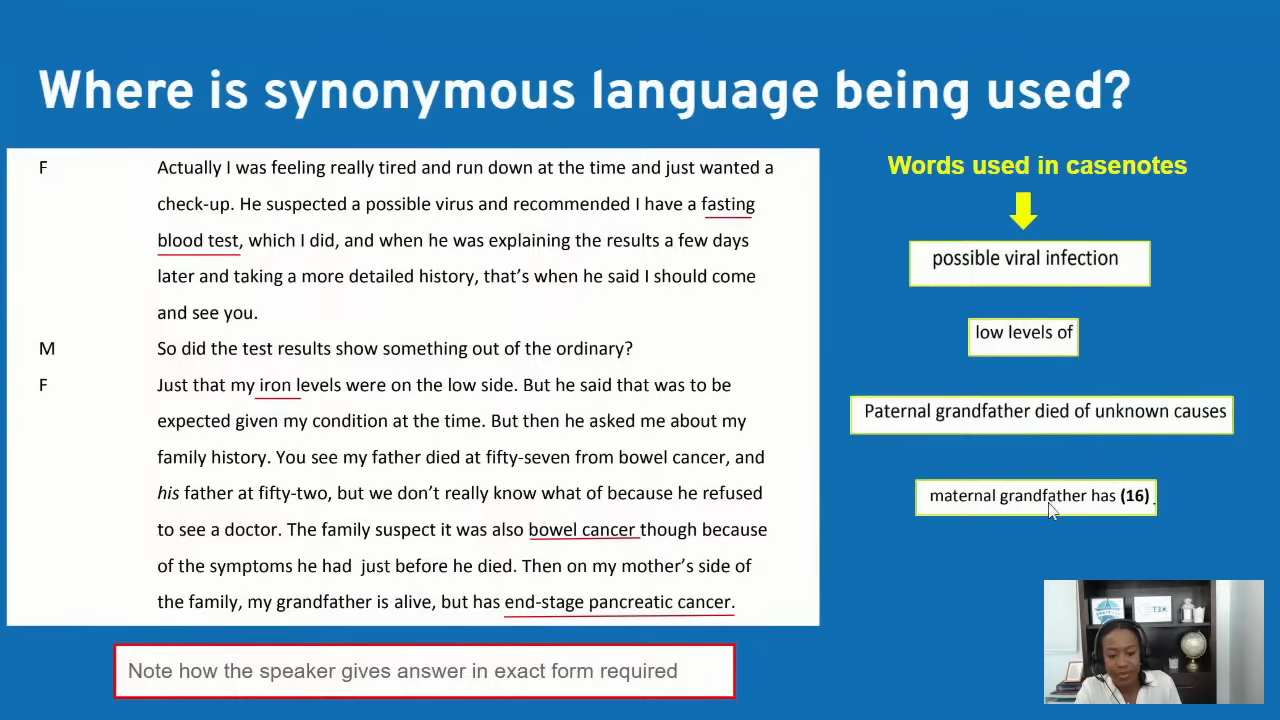 Where is synonymous language being used?
F Actually I was feeling really tired and run down at the time and just wanted a
check-up. He suspected a possible virus and recommended I have a fasting
blood test, which I did, and when he was explaining the results a few days
later and taking a more detailed history, that's when he said I should come
and see you.
M So did the test results show something out of the ordinary?
F Just that my iron levels were on the low side. But he said that was to be
expected given my condition at the time. But then he asked me about my
family history. You see my father died at fifty-seven from bowel cancer, and
his father at fifty-two, but we don't really know what of because he refused
to see a doctor. The family suspect it was also bowel cancer though because
of the symptoms he had just before he died. Then on my mother's side of
the family, my grandfather is alive, but has end-stage pancreatic cancer.
Note how the speaker gives answer in exact form required
Words used in casenotes
possible viral infection
low levels of
Paternal grandfather died of unknown causes
maternal grandfather has (16) .